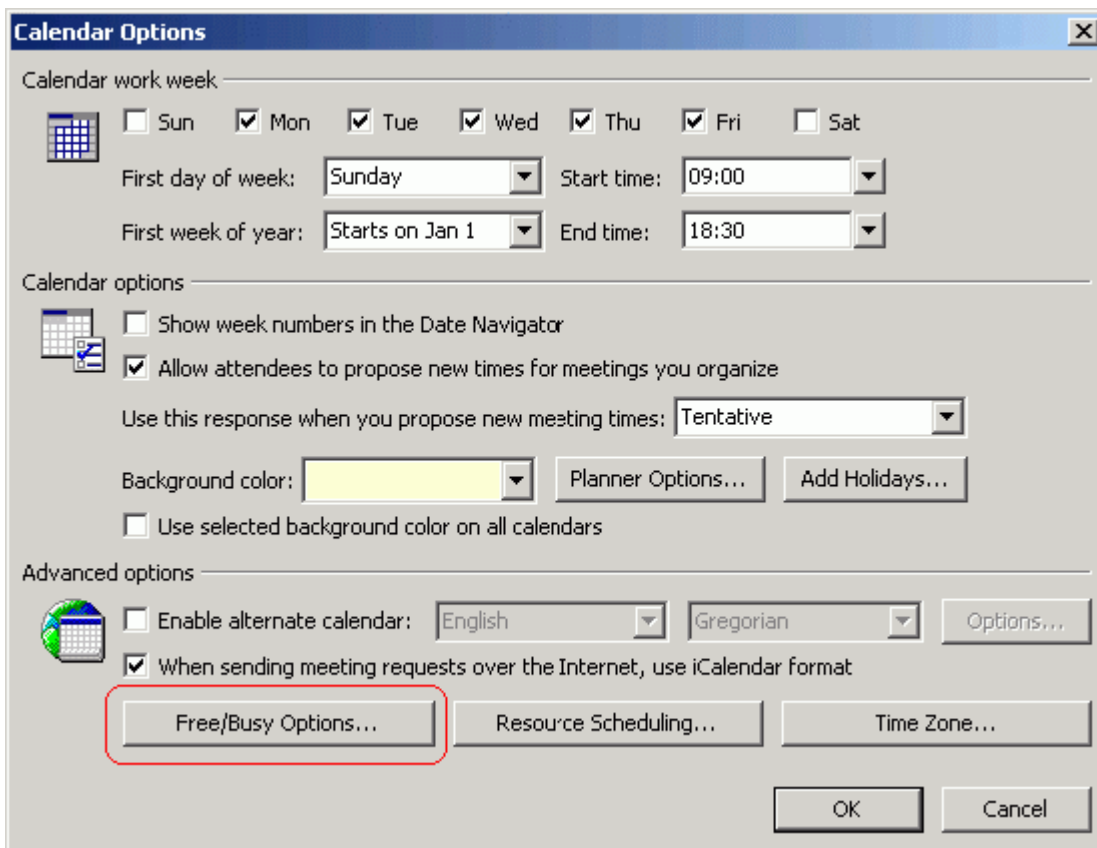 Calendar Options
Calendar work week
Sun Mon Tue Wed Thu Fri Sat
First day of week: Sunday Start time: 09:00
First week of year: Starts on Jan 1 End time: 18:30
Calendar options
Show week numbers in the Date Navigator
Allow attendees to propose new times for meetings you organize
Use this response when you propose new meeting times: Tentative
Background color: Planner Options... Add Holidays...
Use selected background color on all calendars
Advanced options
Enable alternate calendar: English Gregorian Options...
When sending meeting requests over the Internet, use iCalendar format
Free/Busy Options... Resource Scheduling... Time Zone...
OK Cancel